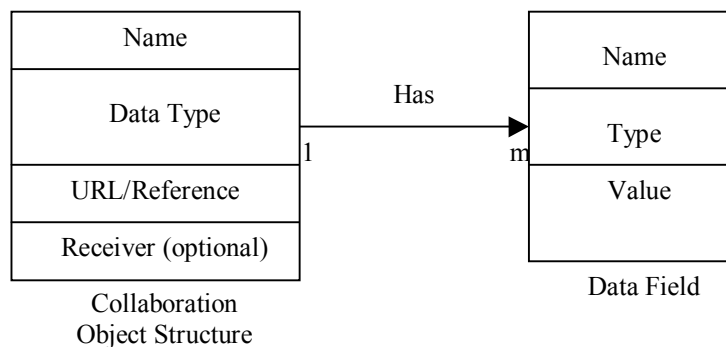 Name
Data Type
URL/Reference
Receiver (optional)
Collaboration
Object Structure
Has
1
m
Name
Type
Value
Data Field